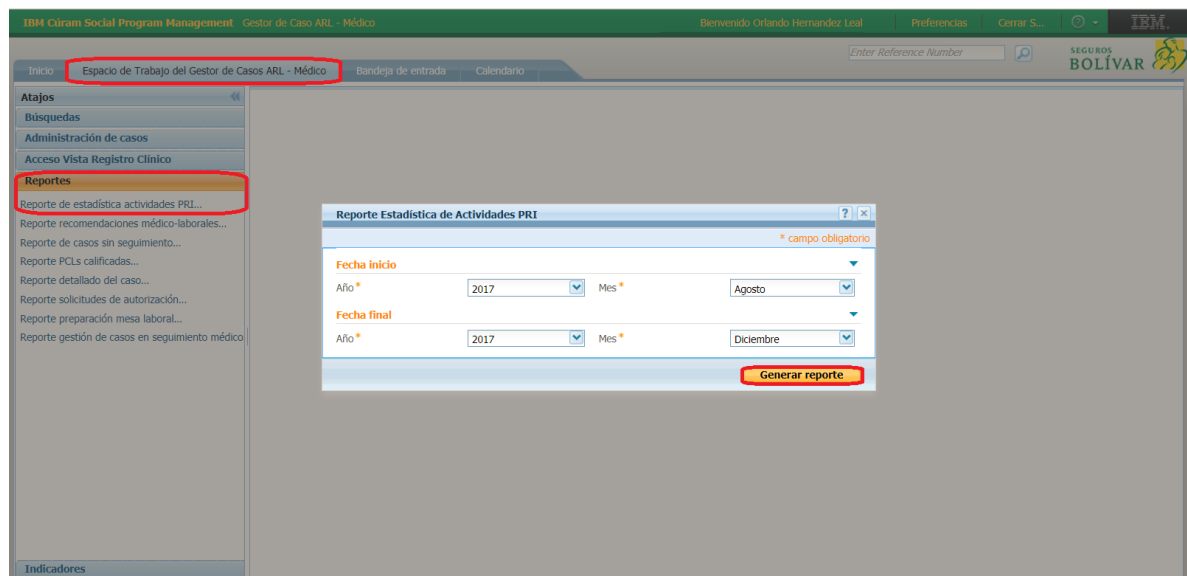 IBM Cúram Social Program Management Gestor de Caso ARL - Médico Bienvenido Orlando Hernandez Leal Preferencias Cerrar S... ? IBM.
Enter Reference Number
SEGUROS
BOLÍVAR
Inicio Espacio de Trabajo del Gestor de Casos ARL - Médico Bandeja de entrada Calendario
Atajos
Búsquedas
Administración de casos
Acceso Vista Registro Clínico
Reportes
Reporte de estadística actividades PRI...
Reporte recomendaciones médico-laborales...
Reporte de casos sin seguimiento...
Reporte PCLs calificadas...
Reporte detallado del caso...
Reporte solicitudes de autorización...
Reporte preparación mesa laboral...
Reporte gestión de casos en seguimiento médico
Indicadores
Reporte Estadística de Actividades PRI ? x
* campo obligatorio
Fecha inicio
Año * 2017 Mes * Agosto
Fecha final
Año * 2017 Mes * Diciembre
Generar reporte